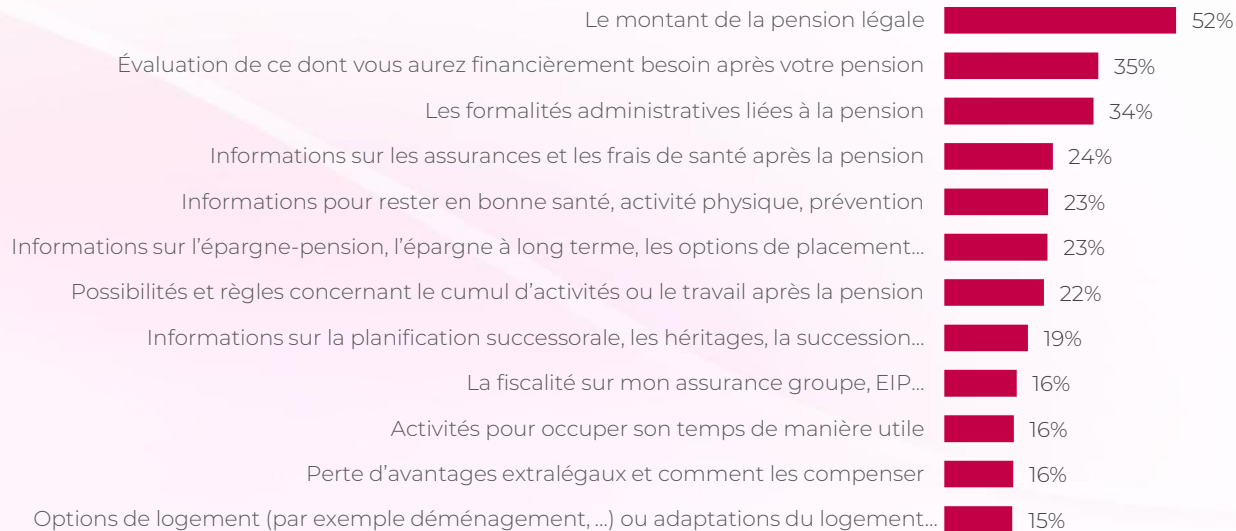 Le montant de la pension légale 52%
Évaluation de ce dont vous aurez financièrement besoin après votre pension 35%
Les formalités administratives liées à la pension 34%
Informations sur les assurances et les frais de santé après la pension 24%
Informations pour rester en bonne santé, activité physique, prévention 23%
Informations sur l’épargne-pension, l’épargne à long terme, les options de placement... 23%
Possibilités et règles concernant le cumul d’activités ou le travail après la pension 22%
Informations sur la planification successorale, les héritages, la succession... 19%
La fiscalité sur mon assurance groupe, EIP... 16%
Activités pour occuper son temps de manière utile 16%
Perte d’avantages extralégaux et comment les compenser 16%
Options de logement (par exemple déménagement, ...) ou adaptations du logement... 15%